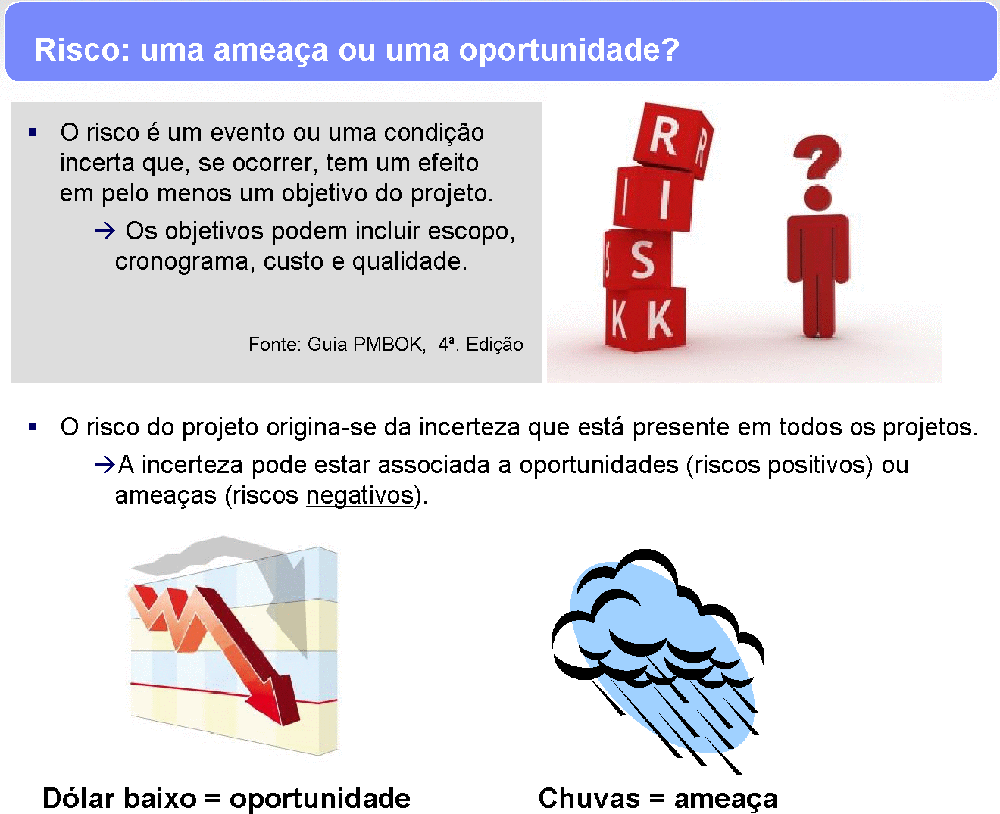 Risco: uma ameaça ou uma oportunidade?
▪ O risco é um evento ou uma condição
incerta que, se ocorrer, tem um efeito
em pelo menos um objetivo do projeto.
→ Os objetivos podem incluir escopo,
cronograma, custo e qualidade.
Fonte: Guia PMBOK, 4ª. Edição
R R
I I
S S
K K
?
▪ O risco do projeto origina-se da incerteza que está presente em todos os projetos.
→A incerteza pode estar associada a oportunidades (riscos positivos) ou
ameaças (riscos negativos).
Dólar baixo = oportunidade
Chuvas = ameaça